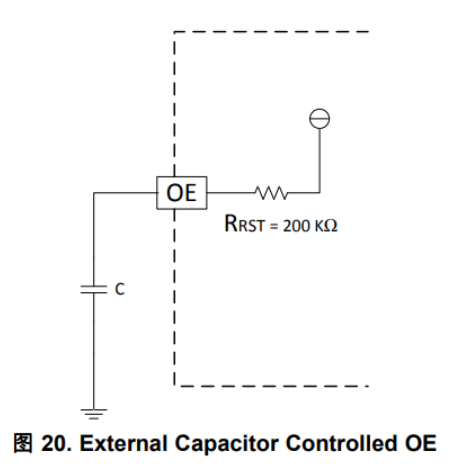 OE
RRST = 200 KΩ
C
图 20. External Capacitor Controlled OE